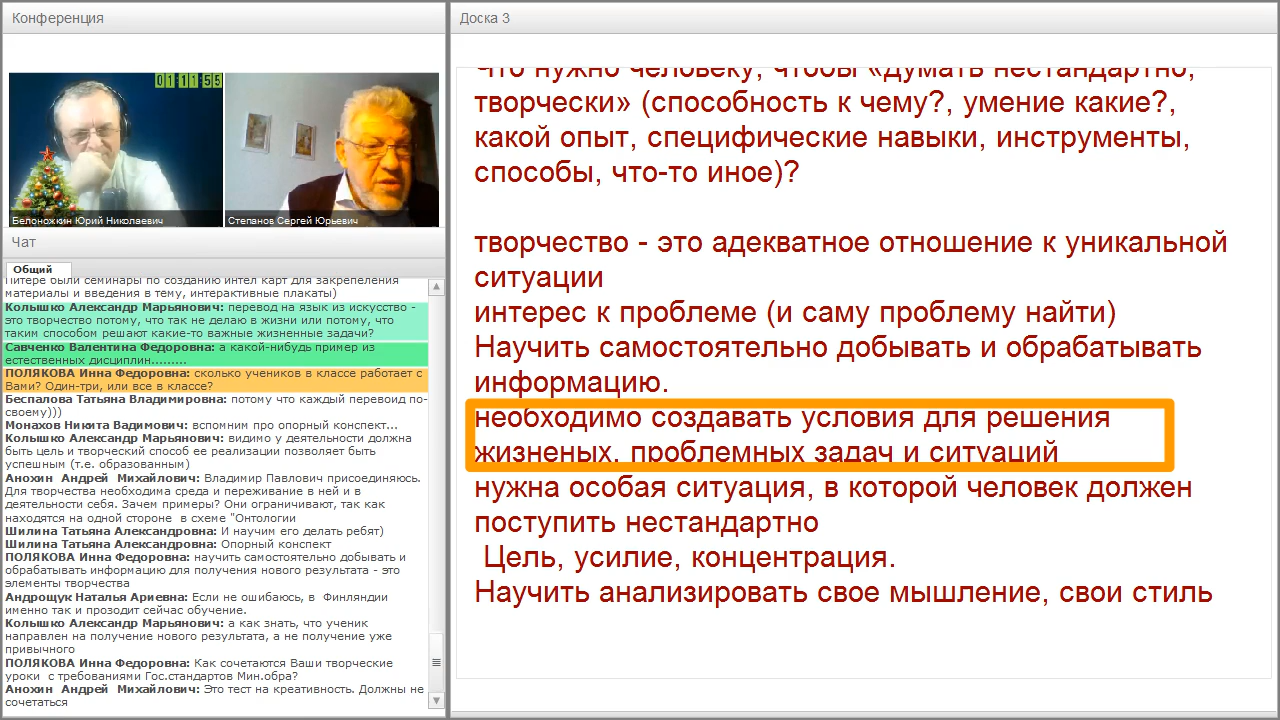 Конференция
01:11:55
Белоножкин Юрий Николаевич
Степанов Сергей Юрьевич
Чат
Общий
Питере были семинары по созданию интел карт для закрепеления
материалы и введения в тему, интерактивные плакаты)
Колышко Александр Марьянович: перевод на язык из искусство -
это творчество потому, что так не делаю в жизни или потому, что
таким способом решают какие-то важные жизненные задачи?
Савченко Валентина Федоровна: а какой-нибудь пример из
естественных дисциплин.........
ПОЛЯКОВА Инна Федоровна: сколько учеников в классе работает с
Вами? Один-три, или все в классе?
Беспалова Татьяна Владимировна: потому что каждый перевоид по-
своему)))
Монахов Никита Вадимович: вспомним про опорный конспект...
Колышко Александр Марьянович: видимо у деятельности должна
быть цель и творческий способ ее реализации позволяет быть
успешным (т.е. образованным)
Анохин Андрей Михайлович: Владимир Павлович присоединяюсь.
Для творчества необходима среда и переживание в ней и в
деятельности себя. Зачем примеры? Они ограничивают, так как
находятся на одной стороне в схеме "Онтологии
Шилина Татьяна Александровна: И научим его делать ребят)
Шилина Татьяна Александровна: Опорный конспект
ПОЛЯКОВА Инна Федоровна: научить самостоятельно добывать и
обрабатывать информацию для получения нового результата - это
элементы творчества
Андрощук Наталья Ариевна: Если не ошибаюсь, в Финляндии
именно так и прозодит сейчас обучение.
Колышко Александр Марьянович: а как знать, что ученик
направлен на получение нового результата, а не получение уже
привычного
ПОЛЯКОВА Инна Федоровна: Как сочетаются Ваши творческие
уроки с требованиями Гос.стандартов Мин.обра?
Анохин Андрей Михайлович: Это тест на креативность. Должны не
сочетаться
Доска 3
что нужно человеку, чтобы «думать нестандартно,
творчески» (способность к чему?, умение какие?,
какой опыт, специфические навыки, инструменты,
способы, что-то иное)?
творчество - это адекватное отношение к уникальной
ситуации
интерес к проблеме (и саму проблему найти)
Научить самостоятельно добывать и обрабатывать
информацию.
необходимо создавать условия для решения
жизненых, проблемных задач и ситуаций
нужна особая ситуация, в которой человек должен
поступить нестандартно
Цель, усилие, концентрация.
Научить анализировать свое мышление, свои стиль